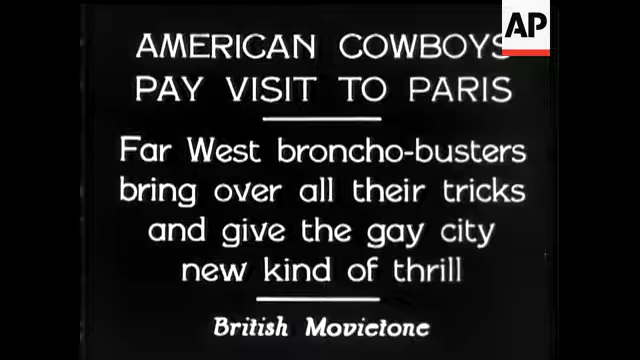 AP
AMERICAN COWBOYS
PAY VISIT TO PARIS
Far West broncho-busters
bring over all their tricks
and give the gay city
new kind of thrill
British Movietone